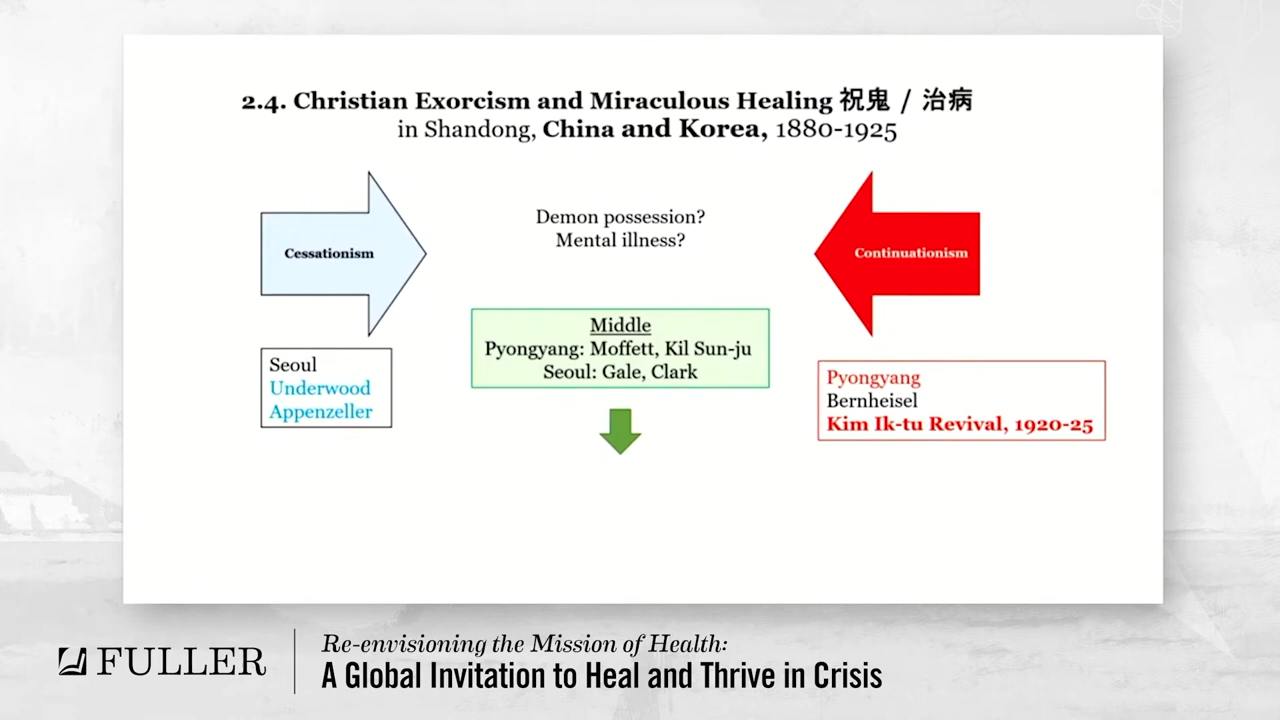 2.4. Christian Exorcism and Miraculous Healing 祝鬼 / 治病
in Shandong, China and Korea, 1880-1925
Demon possession?
Mental illness?
Cessationism
Continuationism
Middle
Pyongyang: Moffett, Kil Sun-ju
Seoul: Gale, Clark
Seoul
Underwood
Appenzeller
Pyongyang
Bernheisel
Kim Ik-tu Revival, 1920-25
FULLER
Re-envisioning the Mission of Health:
A Global Invitation to Heal and Thrive in Crisis